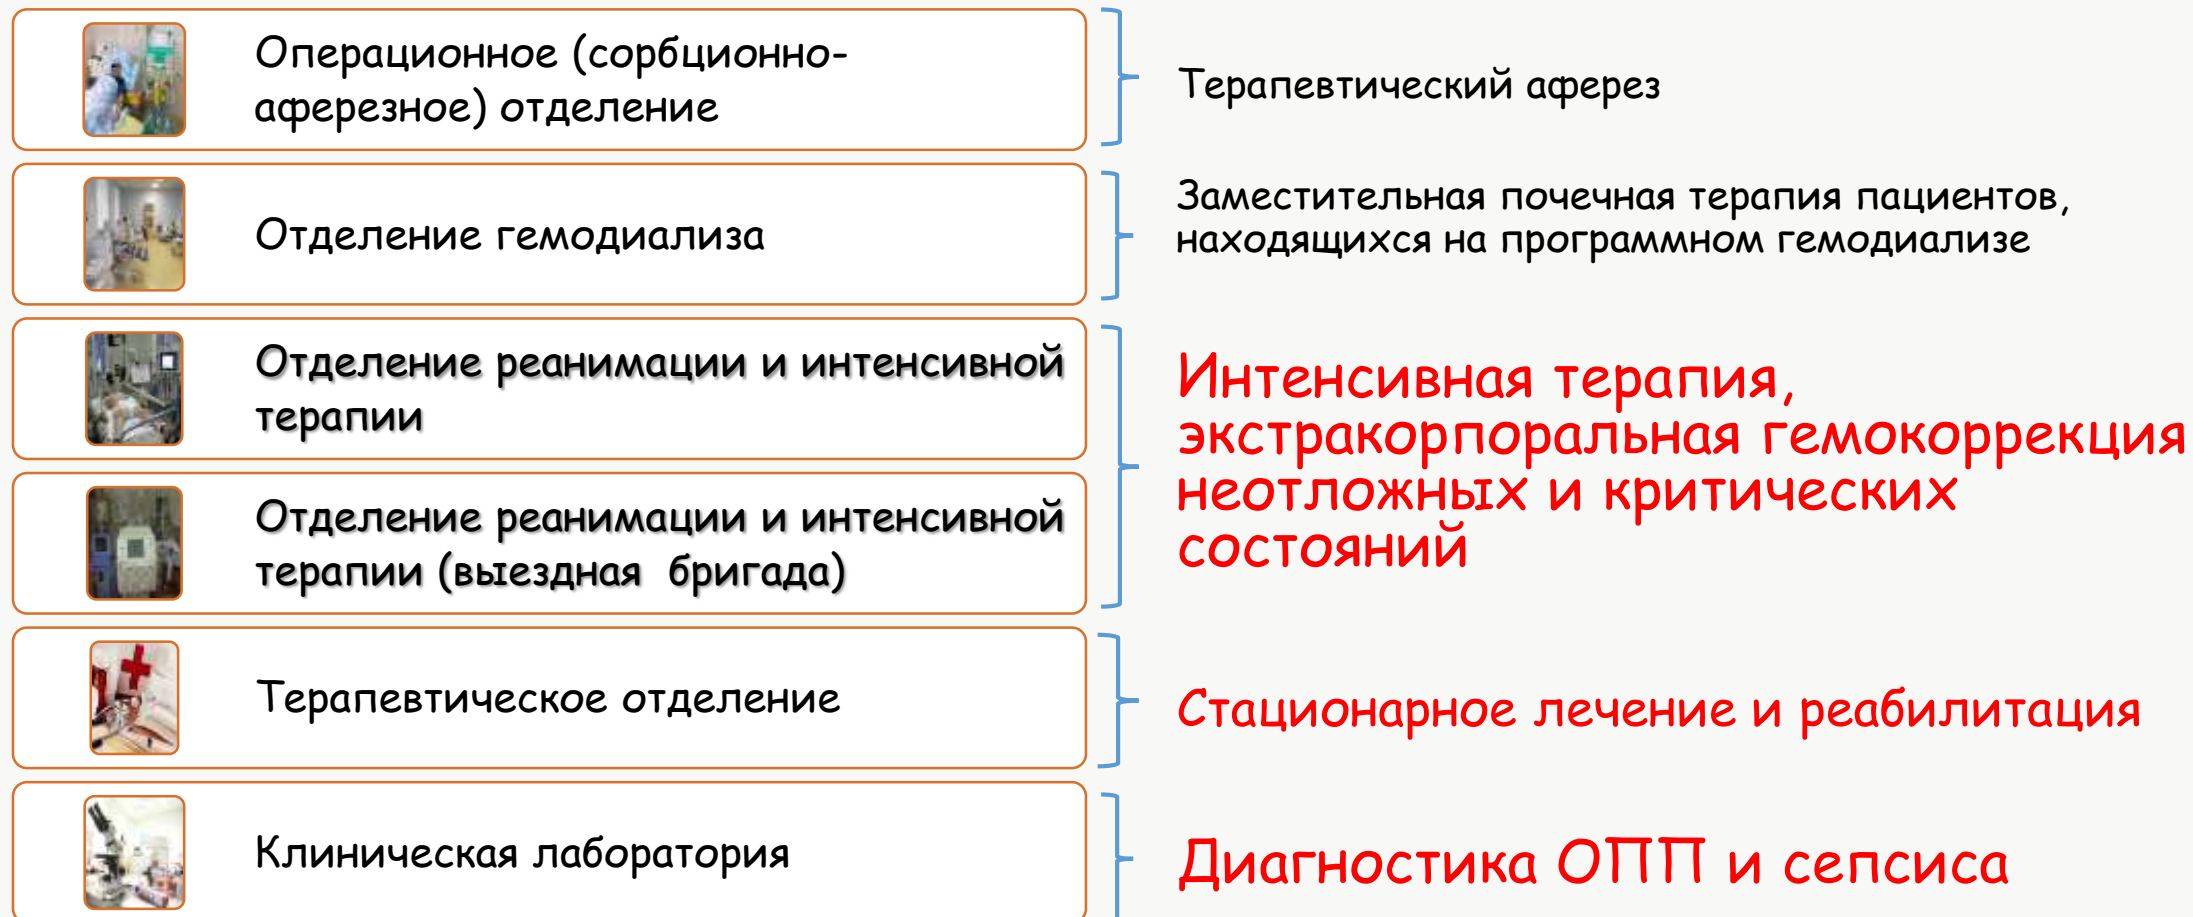 Операционное (сорбционно-
аферезное) отделение
Терапевтический аферез
Отделение гемодиализа
Заместительная почечная терапия пациентов,
находящихся на программном гемодиализе
Отделение реанимации и интенсивной
терапии
Отделение реанимации и интенсивной
терапии (выездная бригада)
Интенсивная терапия,
экстракорпоральная гемокоррекция
неотложных и критических
состояний
Терапевтическое отделение
Стационарное лечение и реабилитация
Клиническая лаборатория
Диагностика ОПП и сепсиса